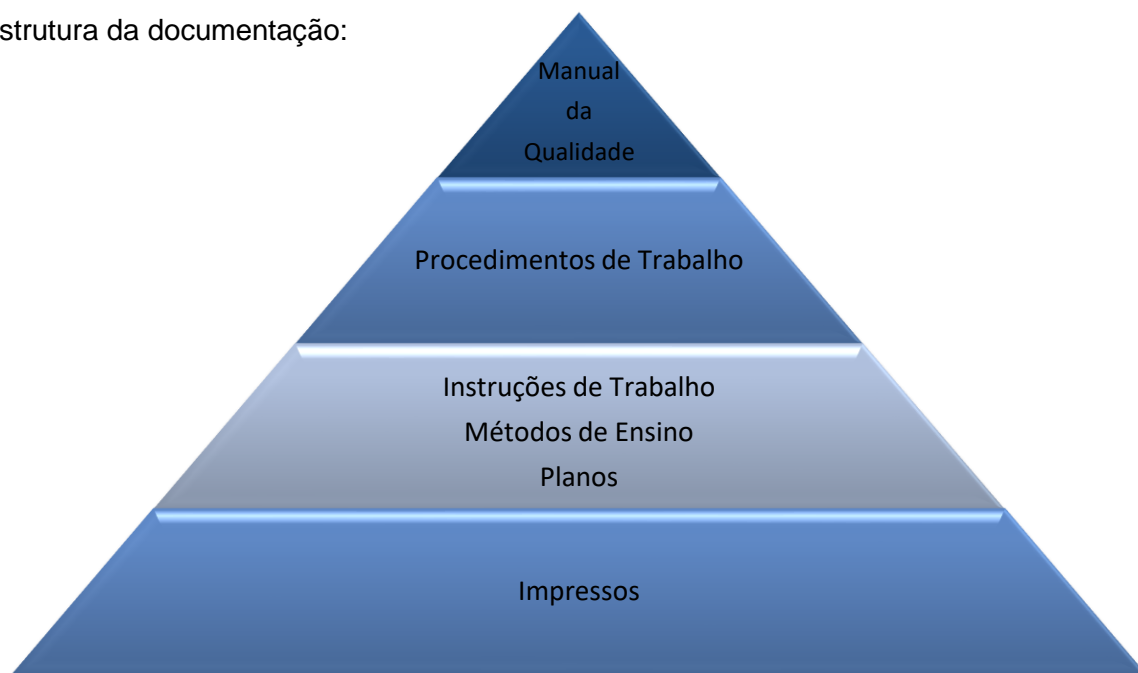 strutura da documentação:
Manual
da
Qualidade
Procedimentos de Trabalho
Instruções de Trabalho
Métodos de Ensino
Planos
Impressos